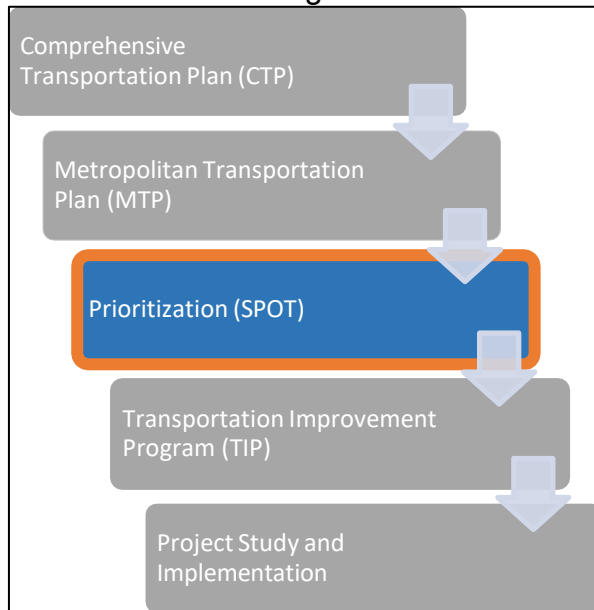 Comprehensive
Transportation Plan (CTP)
Metropolitan Transportation
Plan (MTP)
Prioritization (SPOT)
Transportation Improvement
Program (TIP)
Project Study and
Implementation